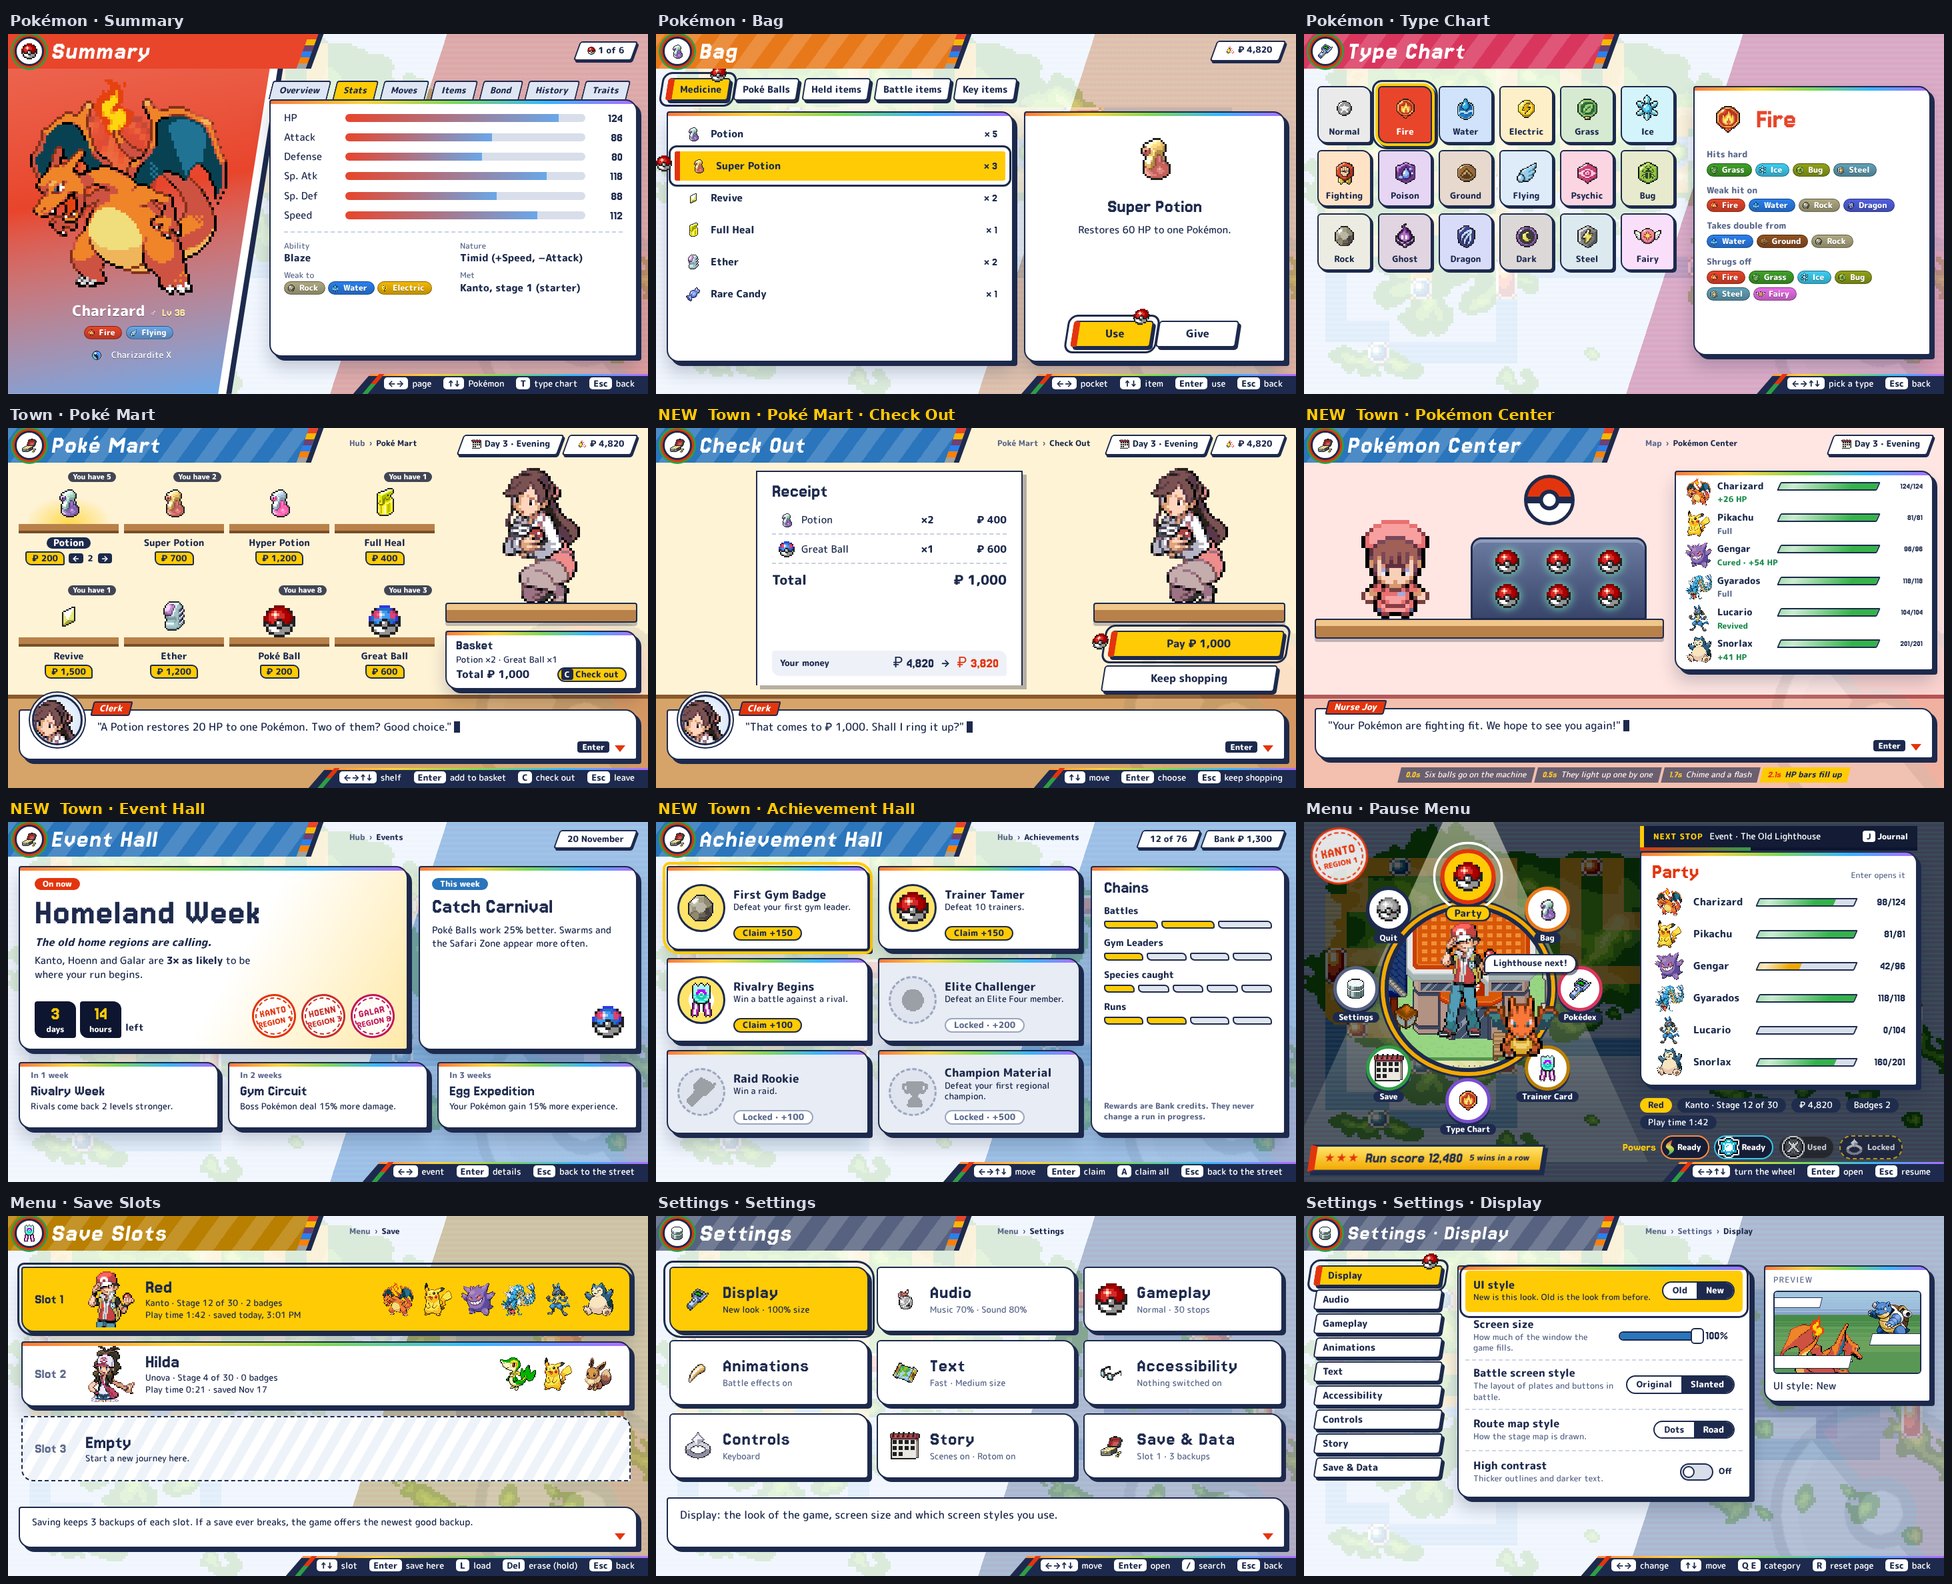 Pokémon · Summary
Summary
1 of 6
Overview Stats Moves Items Bond History Traits
HP 124
Attack 86
Defense 80
Sp. Atk 118
Sp. Def 88
Speed 112
Ability
Blaze
Nature
Timid (+Speed, −Attack)
Weak to
Rock Water Electric
Met
Kanto, stage 1 (starter)
Charizard ♂ Lv 36
Fire Flying
Charizardite X
←→ page ↑↓ Pokémon T type chart Esc back
Pokémon · Bag
Bag
₽ 4,820
Medicine Poké Balls Held items Battle items Key items
Potion ×5
Super Potion ×3
Revive ×2
Full Heal ×1
Ether ×2
Rare Candy ×1
Super Potion
Restores 60 HP to one Pokémon.
Use Give
←→ pocket ↑↓ item Enter use Esc back
Pokémon · Type Chart
Type Chart
Normal Fire Water Electric Grass Ice
Fighting Poison Ground Flying Psychic Bug
Rock Ghost Dragon Dark Steel Fairy
Fire
Hits hard
Grass Ice Bug Steel
Weak hit on
Fire Water Rock Dragon
Takes double from
Water Ground Rock
Shrugs off
Fire Grass Ice Bug
Steel Fairy
←→↑↓ pick a type Esc back
Town · Poké Mart
Poké Mart
Hub › Poké Mart
Day 3 · Evening
₽ 4,820
You have 5 You have 2 You have 1
Potion Super Potion Hyper Potion Full Heal
₽ 200 ← 2 → ₽ 700 ₽ 1,200 ₽ 400
You have 1 You have 8 You have 3
Revive Ether Poké Ball Great Ball
₽ 1,500 ₽ 1,200 ₽ 200 ₽ 600
Basket
Potion ×2 · Great Ball ×1
Total ₽ 1,000 C Check out
Clerk
"A Potion restores 20 HP to one Pokémon. Two of them? Good choice."
Enter
←→↑↓ shelf Enter add to basket C check out Esc leave
NEW Town · Poké Mart · Check Out
Check Out
Poké Mart › Check Out
Day 3 · Evening
₽ 4,820
Receipt
Potion ×2 ₽ 400
Great Ball ×1 ₽ 600
Total ₽ 1,000
Your money ₽ 4,820 → ₽ 3,820
Pay ₽ 1,000
Keep shopping
Clerk
"That comes to ₽ 1,000. Shall I ring it up?"
Enter
↑↓ move Enter choose Esc keep shopping
NEW Town · Pokémon Center
Pokémon Center
Map › Pokémon Center
Day 3 · Evening
Charizard 124/124
+26 HP
Pikachu 81/81
Full
Gengar 96/96
Cured · +54 HP
Gyarados 118/118
Full
Lucario 104/104
Revived
Snorlax 201/201
+41 HP
Nurse Joy
"Your Pokémon are fighting fit. We hope to see you again!"
Enter
0.0s Six balls go on the machine 0.5s They light up one by one 1.7s Chime and a flash 2.1s HP bars fill up
NEW Town · Event Hall
Event Hall
Hub › Events
20 November
On now
Homeland Week
The old home regions are calling.
Kanto, Hoenn and Galar are 3× as likely to be
where your run begins.
3 days 14 hours left
KANTO REGION 1
HOENN REGION 3
GALAR REGION 8
This week
Catch Carnival
Poké Balls work 25% better. Swarms and
the Safari Zone appear more often.
In 1 week
Rivalry Week
Rivals come back 2 levels stronger.
In 2 weeks
Gym Circuit
Boss Pokémon deal 15% more damage.
In 3 weeks
Egg Expedition
Your Pokémon gain 15% more experience.
←→ event Enter details Esc back to the street
NEW Town · Achievement Hall
Achievement Hall
Hub › Achievements
12 of 76
Bank ₽ 1,300
First Gym Badge
Defeat your first gym leader.
Claim +150
Trainer Tamer
Defeat 10 trainers.
Claim +150
Rivalry Begins
Win a battle against a rival.
Claim +100
Elite Challenger
Defeat an Elite Four member.
Locked · +200
Raid Rookie
Win a raid.
Locked · +100
Champion Material
Defeat your first regional
champion.
Locked · +500
Chains
Battles
Gym Leaders
Species caught
Runs
Rewards are Bank credits. They never
change a run in progress.
←→↑↓ move Enter claim A claim all Esc back to the street
Menu · Pause Menu
KANTO
REGION 1
NEXT STOP Event · The Old Lighthouse J Journal
Party
Bag
Pokédex
Trainer Card
Type Chart
Save
Settings
Quit
Lighthouse next!
Party
Enter opens it
Charizard 98/124
Pikachu 81/81
Gengar 42/96
Gyarados 118/118
Lucario 0/104
Snorlax 160/201
Red Kanto · Stage 12 of 30 ₽ 4,820 Badges 2
Play time 1:42
Powers Ready Ready Used Locked
★★★ Run score 12,480 5 wins in a row
←→↑↓ turn the wheel Enter open Esc resume
Menu · Save Slots
Save Slots
Menu › Save
Slot 1
Red
Kanto · Stage 12 of 30 · 2 badges
Play time 1:42 · saved today, 3:01 PM
Slot 2
Hilda
Unova · Stage 4 of 30 · 0 badges
Play time 0:21 · saved Nov 17
Slot 3
Empty
Start a new journey here.
Saving keeps 3 backups of each slot. If a save ever breaks, the game offers the newest good backup.
↑↓ slot Enter save here L load Del erase (hold) Esc back
Settings · Settings
Settings
Menu › Settings
Display
New look · 100% size
Audio
Music 70% · Sound 80%
Gameplay
Normal · 30 stops
Animations
Battle effects on
Text
Fast · Medium size
Accessibility
Nothing switched on
Controls
Keyboard
Story
Scenes on · Rotom on
Save & Data
Slot 1 · 3 backups
Display: the look of the game, screen size and which screen styles you use.
←→↑↓ move Enter open / search Esc back
Settings · Settings · Display
Settings · Display
Menu › Settings › Display
Display
Audio
Gameplay
Animations
Text
Accessibility
Controls
Story
Save & Data
UI style
New is this look. Old is the look from before.
Old New
Screen size
How much of the window the
game fills.
100%
Battle screen style
The layout of plates and buttons in
battle.
Original Slanted
Route map style
How the stage map is drawn.
Dots Road
High contrast
Thicker outlines and darker text.
Off
PREVIEW
UI style: New
←→ change ↑↓ move Q E category R reset page Esc back